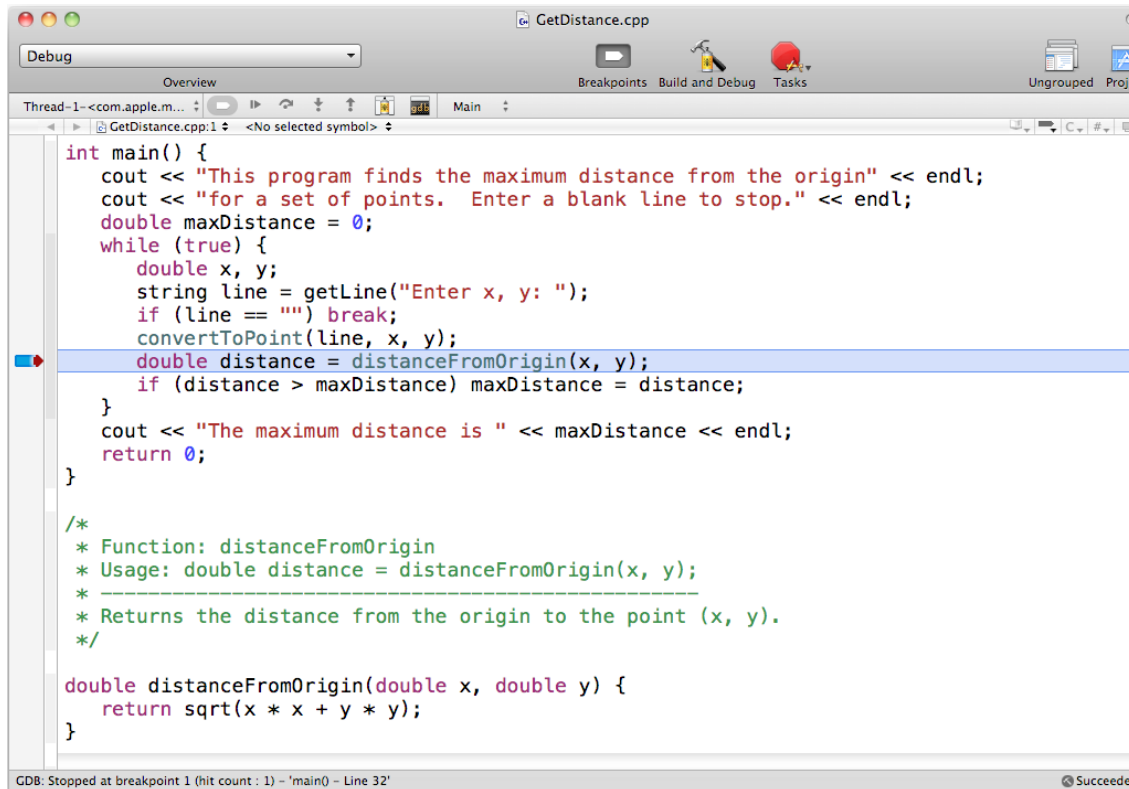 GetDistance.cpp
Debug
Overview
Breakpoints Build and Debug Tasks
Ungrouped Proj
Thread-1-<com.apple.m... gdb Main
GetDistance.cpp:1 <No selected symbol> C #
int main() {
   cout << "This program finds the maximum distance from the origin" << endl;
   cout << "for a set of points.  Enter a blank line to stop." << endl;
   double maxDistance = 0;
   while (true) {
      double x, y;
      string line = getLine("Enter x, y: ");
      if (line == "") break;
      convertToPoint(line, x, y);
      double distance = distanceFromOrigin(x, y);
      if (distance > maxDistance) maxDistance = distance;
   }
   cout << "The maximum distance is " << maxDistance << endl;
   return 0;
}
/*
 * Function: distanceFromOrigin
 * Usage: double distance = distanceFromOrigin(x, y);
 * --------------------------------------------------
 * Returns the distance from the origin to the point (x, y).
 */
double distanceFromOrigin(double x, double y) {
   return sqrt(x * x + y * y);
}
GDB: Stopped at breakpoint 1 (hit count : 1) – 'main() – Line 32' Succeede